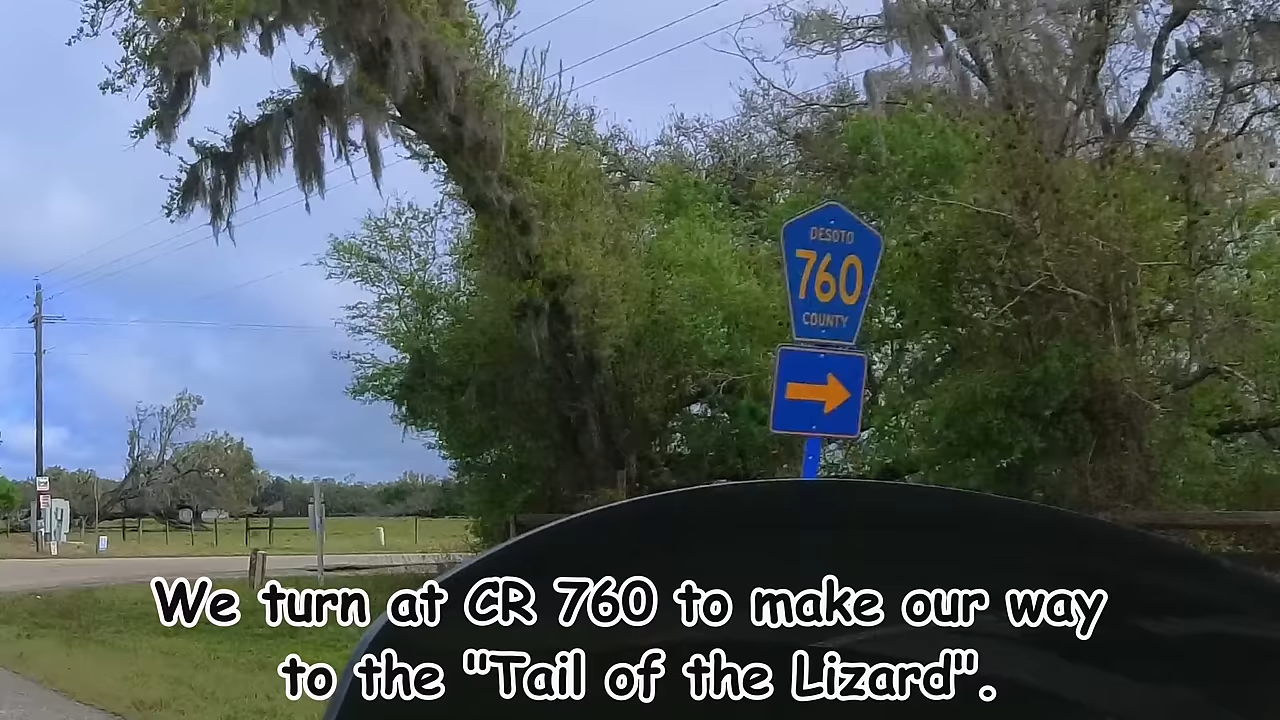 DESOTO
760
COUNTY
We turn at CR 760 to make our way
to the "Tail of the Lizard".